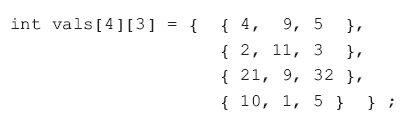 int vals[4][3] = { { 4, 9, 5 },
{ 2, 11, 3 },
{ 21, 9, 32 },
{ 10, 1, 5 } } ;